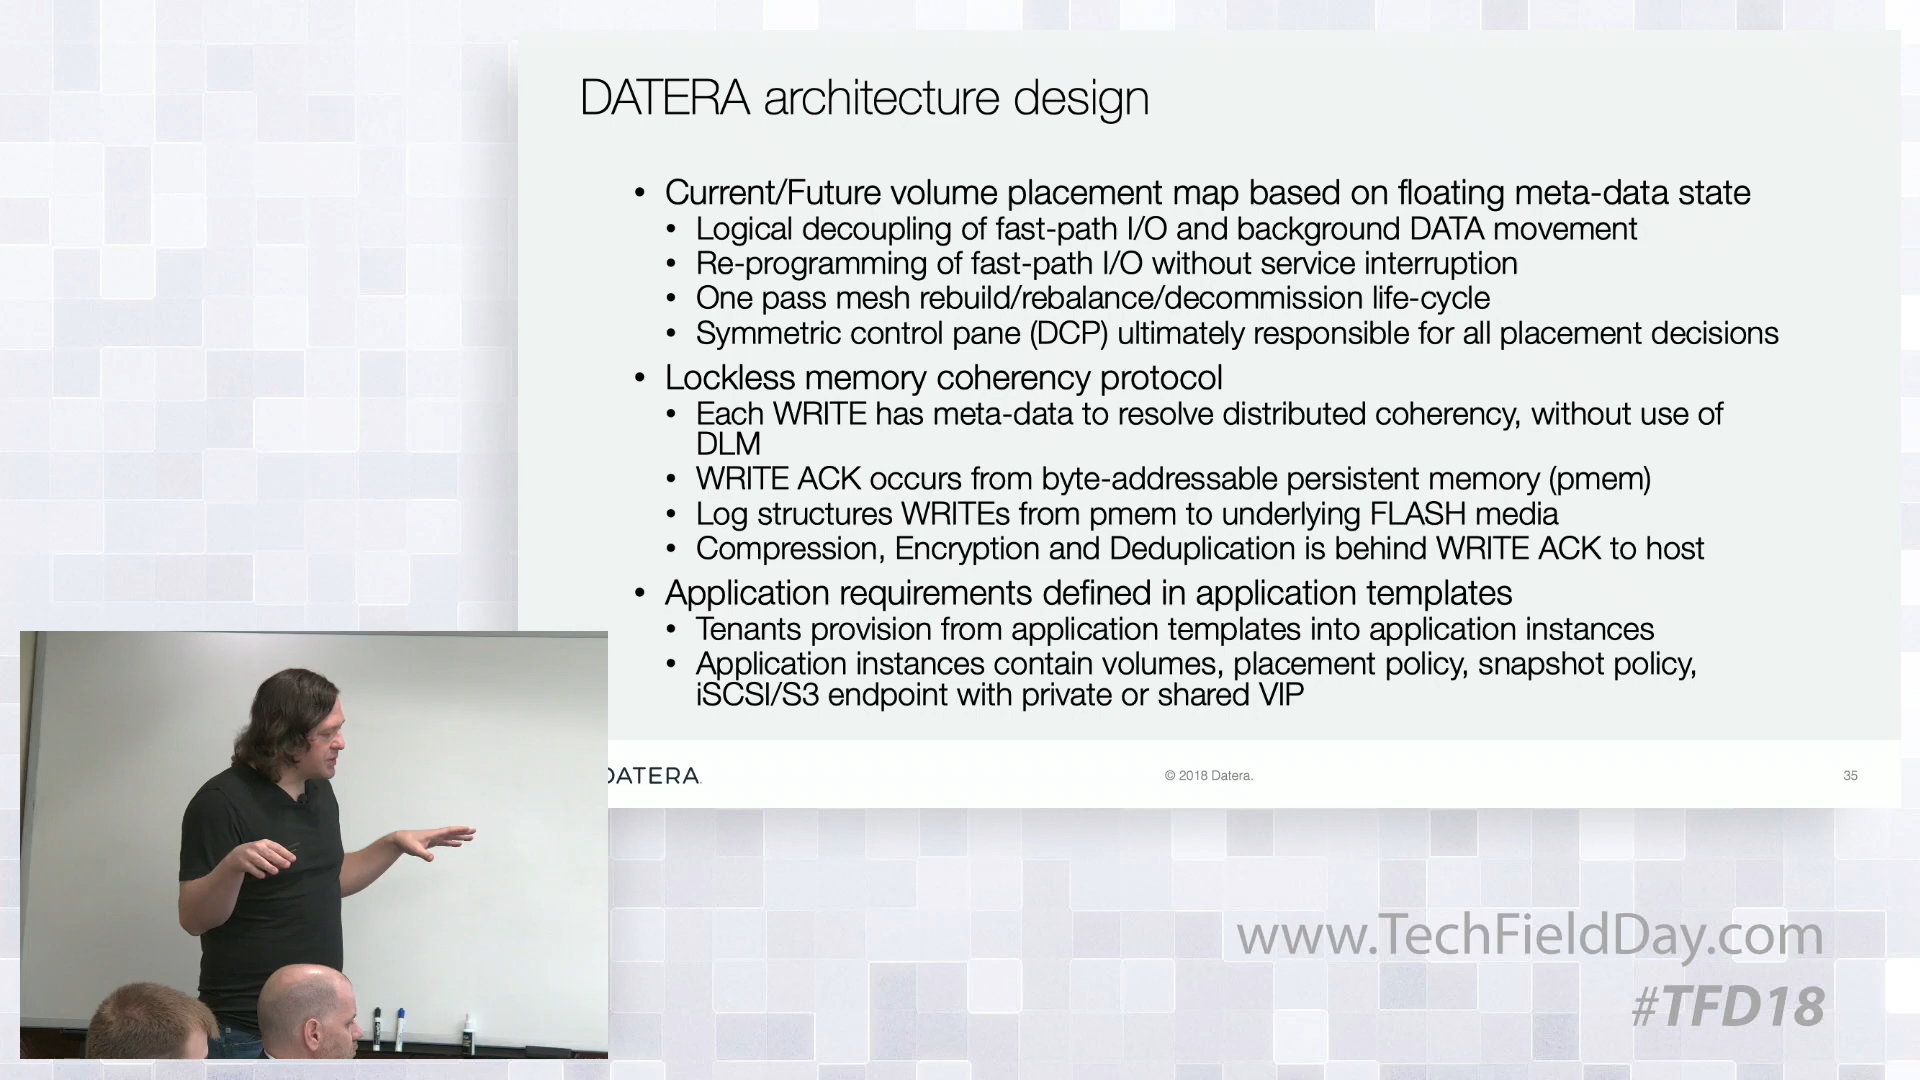 DATERA architecture design
• Current/Future volume placement map based on floating meta-data state
• Logical decoupling of fast-path I/O and background DATA movement
• Re-programming of fast-path I/O without service interruption
• One pass mesh rebuild/rebalance/decommission life-cycle
• Symmetric control pane (DCP) ultimately responsible for all placement decisions
• Lockless memory coherency protocol
• Each WRITE has meta-data to resolve distributed coherency, without use of
DLM
• WRITE ACK occurs from byte-addressable persistent memory (pmem)
• Log structures WRITEs from pmem to underlying FLASH media
• Compression, Encryption and Deduplication is behind WRITE ACK to host
• Application requirements defined in application templates
• Tenants provision from application templates into application instances
• Application instances contain volumes, placement policy, snapshot policy,
iSCSI/S3 endpoint with private or shared VIP
DATERA.
© 2018 Datera.
35
www.TechFieldDay.com
#TFD18